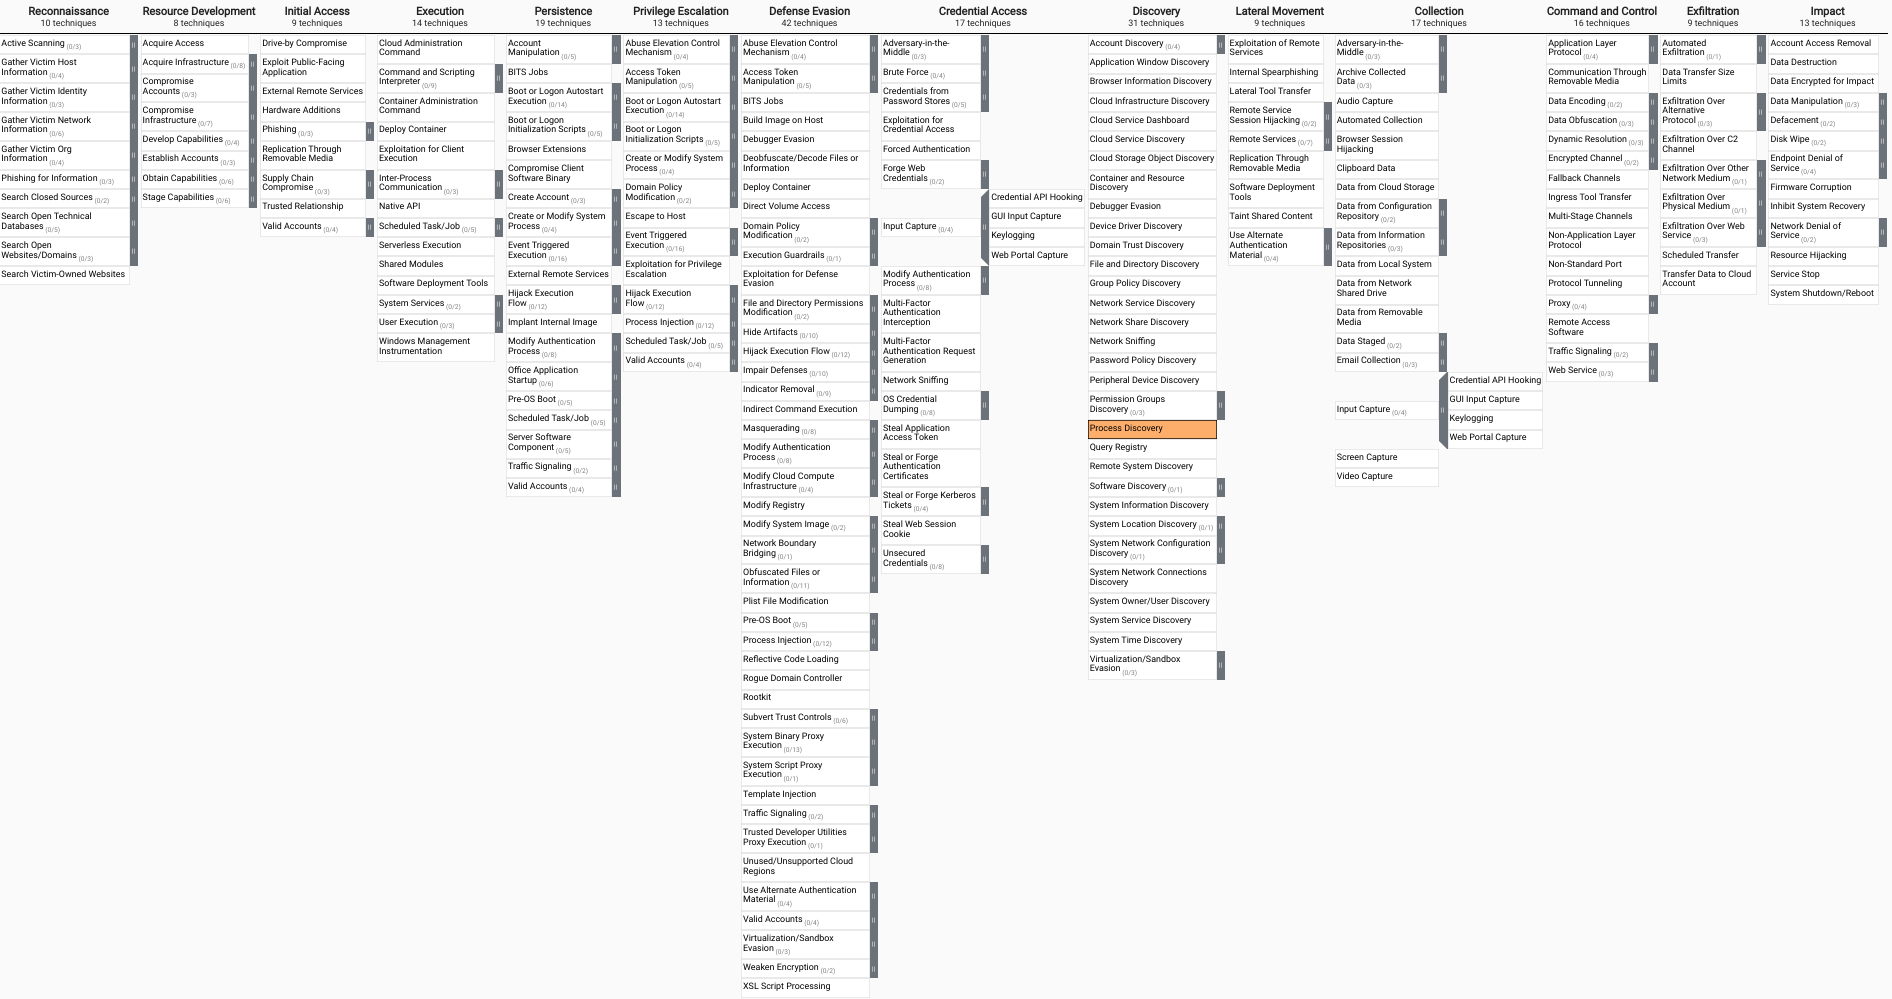 Reconnaissance
10 techniques
Active Scanning (0/3)
Gather Victim Host
Information (0/4)
Gather Victim Identity
Information (0/3)
Gather Victim Network
Information (0/6)
Gather Victim Org
Information (0/4)
Phishing for Information (0/3)
Search Closed Sources (0/2)
Search Open Technical
Databases (0/5)
Search Open
Websites/Domains (0/3)
Search Victim-Owned Websites
Resource Development
8 techniques
Acquire Access
Acquire Infrastructure (0/8)
Compromise
Accounts (0/3)
Compromise
Infrastructure (0/7)
Develop Capabilities (0/4)
Establish Accounts (0/3)
Obtain Capabilities (0/6)
Stage Capabilities (0/6)
Initial Access
9 techniques
Drive-by Compromise
Exploit Public-Facing
Application
External Remote Services
Hardware Additions
Phishing (0/3)
Replication Through
Removable Media
Supply Chain
Compromise (0/3)
Trusted Relationship
Valid Accounts (0/4)
Execution
14 techniques
Cloud Administration
Command
Command and Scripting
Interpreter (0/9)
Container Administration
Command
Deploy Container
Exploitation for Client
Execution
Inter-Process
Communication (0/3)
Native API
Scheduled Task/Job (0/5)
Serverless Execution
Shared Modules
Software Deployment Tools
System Services (0/2)
User Execution (0/3)
Windows Management
Instrumentation
Persistence
19 techniques
Account
Manipulation (0/5)
BITS Jobs
Boot or Logon Autostart
Execution (0/14)
Boot or Logon
Initialization Scripts (0/5)
Browser Extensions
Compromise Client
Software Binary
Create Account (0/3)
Create or Modify System
Process (0/4)
Event Triggered
Execution (0/16)
External Remote Services
Hijack Execution
Flow (0/12)
Implant Internal Image
Modify Authentication
Process (0/8)
Office Application
Startup (0/6)
Pre-OS Boot (0/5)
Scheduled Task/Job (0/5)
Server Software
Component (0/5)
Traffic Signaling (0/2)
Valid Accounts (0/4)
Privilege Escalation
13 techniques
Abuse Elevation Control
Mechanism (0/4)
Access Token
Manipulation (0/5)
Boot or Logon Autostart
Execution (0/14)
Boot or Logon
Initialization Scripts (0/5)
Create or Modify System
Process (0/4)
Domain Policy
Modification (0/2)
Escape to Host
Event Triggered
Execution (0/16)
Exploitation for Privilege
Escalation
Hijack Execution
Flow (0/12)
Process Injection (0/12)
Scheduled Task/Job (0/5)
Valid Accounts (0/4)
Defense Evasion
42 techniques
Abuse Elevation Control
Mechanism (0/4)
Access Token
Manipulation (0/5)
BITS Jobs
Build Image on Host
Debugger Evasion
Deobfuscate/Decode Files or
Information
Deploy Container
Direct Volume Access
Domain Policy
Modification (0/2)
Execution Guardrails (0/1)
Exploitation for Defense
Evasion
File and Directory Permissions
Modification (0/2)
Hide Artifacts (0/10)
Hijack Execution Flow (0/12)
Impair Defenses (0/10)
Indicator Removal (0/9)
Indirect Command Execution
Masquerading (0/8)
Modify Authentication
Process (0/8)
Modify Cloud Compute
Infrastructure (0/4)
Modify Registry
Modify System Image (0/2)
Network Boundary
Bridging (0/1)
Obfuscated Files or
Information (0/11)
Plist File Modification
Pre-OS Boot (0/5)
Process Injection (0/12)
Reflective Code Loading
Rogue Domain Controller
Rootkit
Subvert Trust Controls (0/6)
System Binary Proxy
Execution (0/13)
System Script Proxy
Execution (0/1)
Template Injection
Traffic Signaling (0/2)
Trusted Developer Utilities
Proxy Execution (0/1)
Unused/Unsupported Cloud
Regions
Use Alternate Authentication
Material (0/4)
Valid Accounts (0/4)
Virtualization/Sandbox
Evasion (0/3)
Weaken Encryption (0/2)
XSL Script Processing
Credential Access
17 techniques
Adversary-in-the-
Middle (0/3)
Brute Force (0/4)
Credentials from
Password Stores (0/5)
Exploitation for
Credential Access
Forced Authentication
Forge Web
Credentials (0/2)
Input Capture (0/4)
Credential API Hooking
GUI Input Capture
Keylogging
Web Portal Capture
Modify Authentication
Process (0/8)
Multi-Factor
Authentication
Interception
Multi-Factor
Authentication Request
Generation
Network Sniffing
OS Credential
Dumping (0/8)
Steal Application
Access Token
Steal or Forge
Authentication
Certificates
Steal or Forge Kerberos
Tickets (0/4)
Steal Web Session
Cookie
Unsecured
Credentials (0/8)
Discovery
31 techniques
Account Discovery (0/4)
Application Window Discovery
Browser Information Discovery
Cloud Infrastructure Discovery
Cloud Service Dashboard
Cloud Service Discovery
Cloud Storage Object Discovery
Container and Resource
Discovery
Debugger Evasion
Device Driver Discovery
Domain Trust Discovery
File and Directory Discovery
Group Policy Discovery
Network Service Discovery
Network Share Discovery
Network Sniffing
Password Policy Discovery
Peripheral Device Discovery
Permission Groups
Discovery (0/3)
Process Discovery
Query Registry
Remote System Discovery
Software Discovery (0/1)
System Information Discovery
System Location Discovery (0/1)
System Network Configuration
Discovery (0/1)
System Network Connections
Discovery
System Owner/User Discovery
System Service Discovery
System Time Discovery
Virtualization/Sandbox
Evasion (0/3)
Lateral Movement
9 techniques
Exploitation of Remote
Services
Internal Spearphishing
Lateral Tool Transfer
Remote Service
Session Hijacking (0/2)
Remote Services (0/7)
Replication Through
Removable Media
Software Deployment
Tools
Taint Shared Content
Use Alternate
Authentication
Material (0/4)
Collection
17 techniques
Adversary-in-the-
Middle (0/3)
Archive Collected
Data (0/3)
Audio Capture
Automated Collection
Browser Session
Hijacking
Clipboard Data
Data from Cloud Storage
Data from Configuration
Repository (0/2)
Data from Information
Repositories (0/3)
Data from Local System
Data from Network
Shared Drive
Data from Removable
Media
Data Staged (0/2)
Email Collection (0/3)
Input Capture (0/4)
Credential API Hooking
GUI Input Capture
Keylogging
Web Portal Capture
Screen Capture
Video Capture
Command and Control
16 techniques
Application Layer
Protocol (0/4)
Communication Through
Removable Media
Data Encoding (0/2)
Data Obfuscation (0/3)
Dynamic Resolution (0/3)
Encrypted Channel (0/2)
Fallback Channels
Ingress Tool Transfer
Multi-Stage Channels
Non-Application Layer
Protocol
Non-Standard Port
Protocol Tunneling
Proxy (0/4)
Remote Access
Software
Traffic Signaling (0/2)
Web Service (0/3)
Exfiltration
9 techniques
Automated
Exfiltration (0/1)
Data Transfer Size
Limits
Exfiltration Over
Alternative
Protocol (0/3)
Exfiltration Over C2
Channel
Exfiltration Over Other
Network Medium (0/1)
Exfiltration Over
Physical Medium (0/1)
Exfiltration Over Web
Service (0/3)
Scheduled Transfer
Transfer Data to Cloud
Account
Impact
13 techniques
Account Access Removal
Data Destruction
Data Encrypted for Impact
Data Manipulation (0/3)
Defacement (0/2)
Disk Wipe (0/2)
Endpoint Denial of
Service (0/4)
Firmware Corruption
Inhibit System Recovery
Network Denial of
Service (0/2)
Resource Hijacking
Service Stop
System Shutdown/Reboot